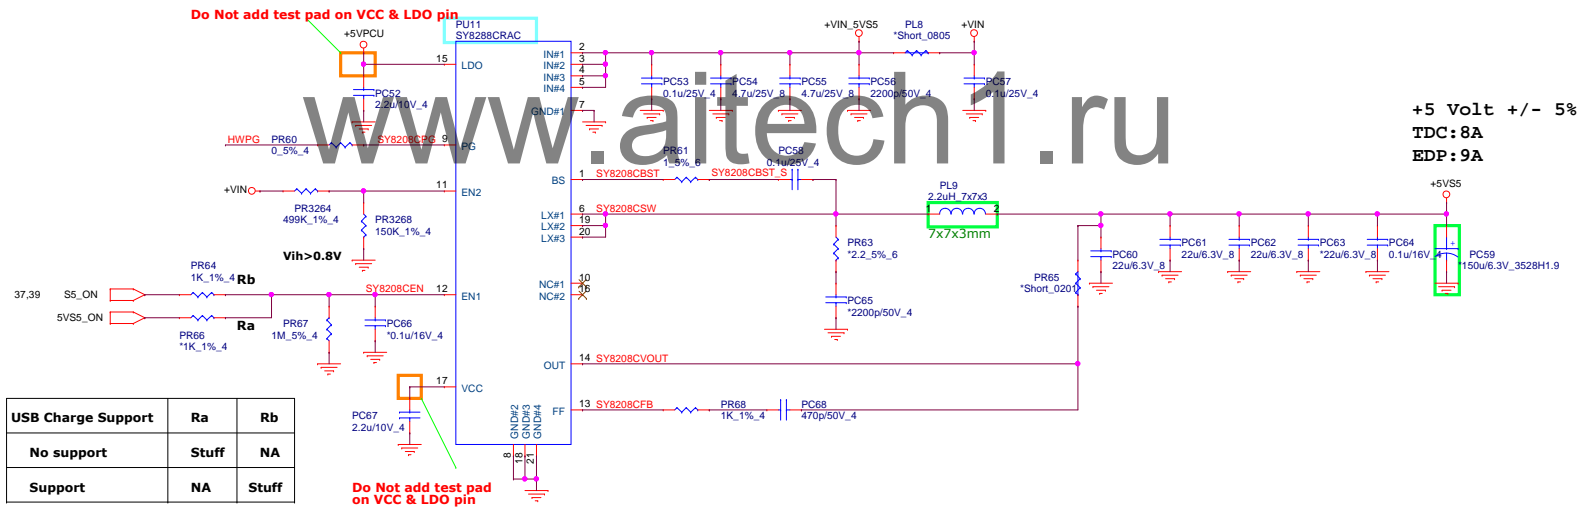 Do Not add test pad on VCC & LDO pin
+5VPCU
PU11
SY8288CRAC
15
LDO
PC52
2.2u/10V_4
HWPG
PR60
0_5%_4
SY8208CPG
9
PG
+VIN
PR3264
499K_1%_4
PR3268
150K_1%_4
11
EN2
Vih>0.8V
PR64
1K_1%_4
Rb
37,39
S5_ON
5VS5_ON
PR66
*1K_1%_4
Ra
PR67
1M_5%_4
SY8208CEN
PC66
*0.1u/16V_4
12
EN1
17
VCC
PC67
2.2u/10V_4
Do Not add test pad
on VCC & LDO pin
GND#2
GND#3
GND#4
8
18
21
IN#1
IN#2
IN#3
IN#4
2
3
4
5
GND#1
7
PC53
0.1u/25V_4
PC54
4.7u/25V_8
PC55
4.7u/25V_8
+VIN_5VS5
PC56
2200p/50V_4
PL8
*Short_0805
+VIN
PC57
0.1u/25V_4
www.aitech1.ru
BS
1
SY8208CBST
PR61
1_5%_6
SY8208CBST_S
PC58
0.1u/25V_4
LX#1
LX#2
LX#3
6
19
20
SY8208CSW
PL9
2.2uH_7x7x3
1
2
7x7x3mm
PR63
*2.2_5%_6
PC65
*2200p/50V_4
NC#1
NC#2
10
16
OUT
14
SY8208CVOUT
FF
13
SY8208CFB
PR68
1K_1%_4
PC68
470p/50V_4
PR65
*Short_0201
PC60
22u/6.3V_8
PC61
22u/6.3V_8
PC62
22u/6.3V_8
PC63
*22u/6.3V_8
PC64
0.1u/16V_4
+5VS5
+
PC59
*150u/6.3V_3528H1.9
+5 Volt +/- 5%
TDC:8A
EDP:9A
USB Charge Support Ra Rb
No support Stuff NA
Support NA Stuff